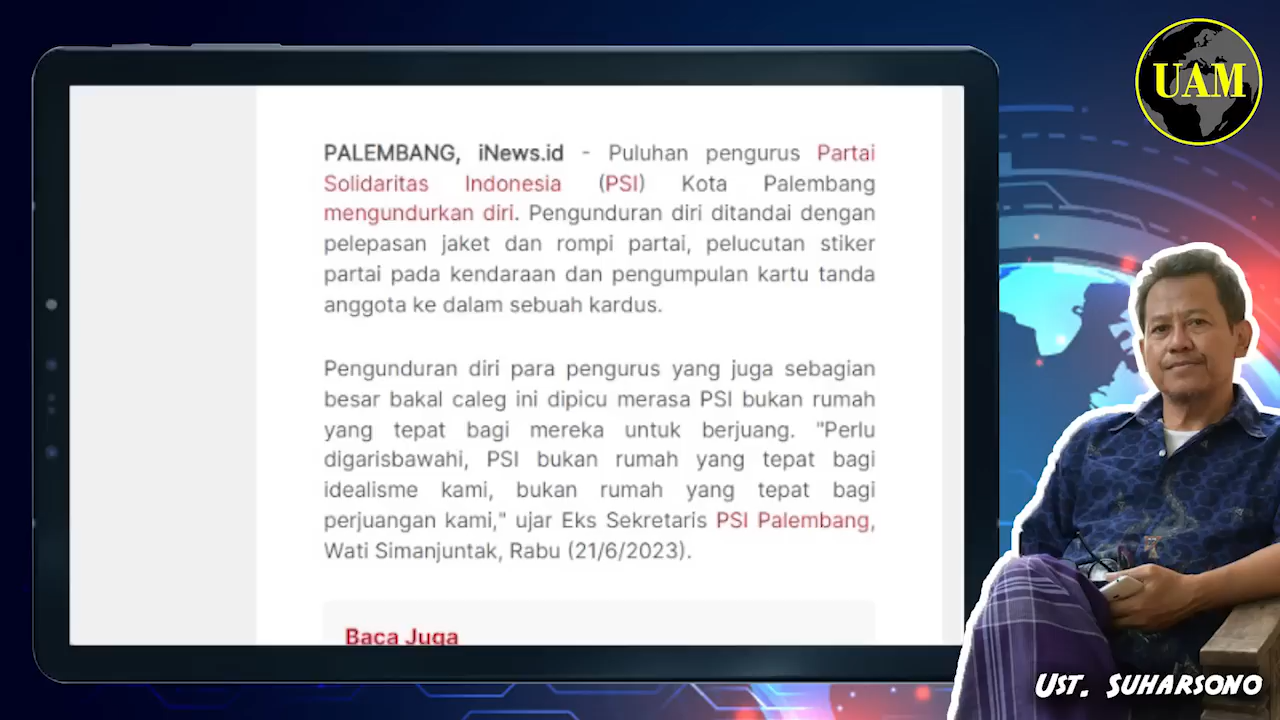 UAM
PALEMBANG, iNews.id - Puluhan pengurus Partai
Solidaritas Indonesia (PSI) Kota Palembang
mengundurkan diri. Pengunduran diri ditandai dengan
pelepasan jaket dan rompi partai, pelucutan stiker
partai pada kendaraan dan pengumpulan kartu tanda
anggota ke dalam sebuah kardus.
Pengunduran diri para pengurus yang juga sebagian
besar bakal caleg ini dipicu merasa PSI bukan rumah
yang tepat bagi mereka untuk berjuang. "Perlu
digarisbawahi, PSI bukan rumah yang tepat bagi
idealisme kami, bukan rumah yang tepat bagi
perjuangan kami," ujar Eks Sekretaris PSI Palembang,
Wati Simanjuntak, Rabu (21/6/2023).
Baca Juga
UST. SUHARSONO